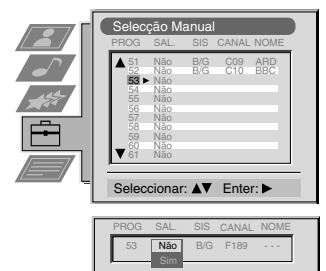 Selecção Manual
PROG SAL. SIS CANAL NOME
51 Não B/G C09 ARD
52 Não B/G C10 BBC
53 Não
54 Não
55 Não
56 Não
57 Não
58 Não
59 Não
60 Não
61 Não
Seleccionar: ▲▼ Enter: ▶
PROG SAL. SIS CANAL NOME
53 Não B/G F189 - - -
Sim